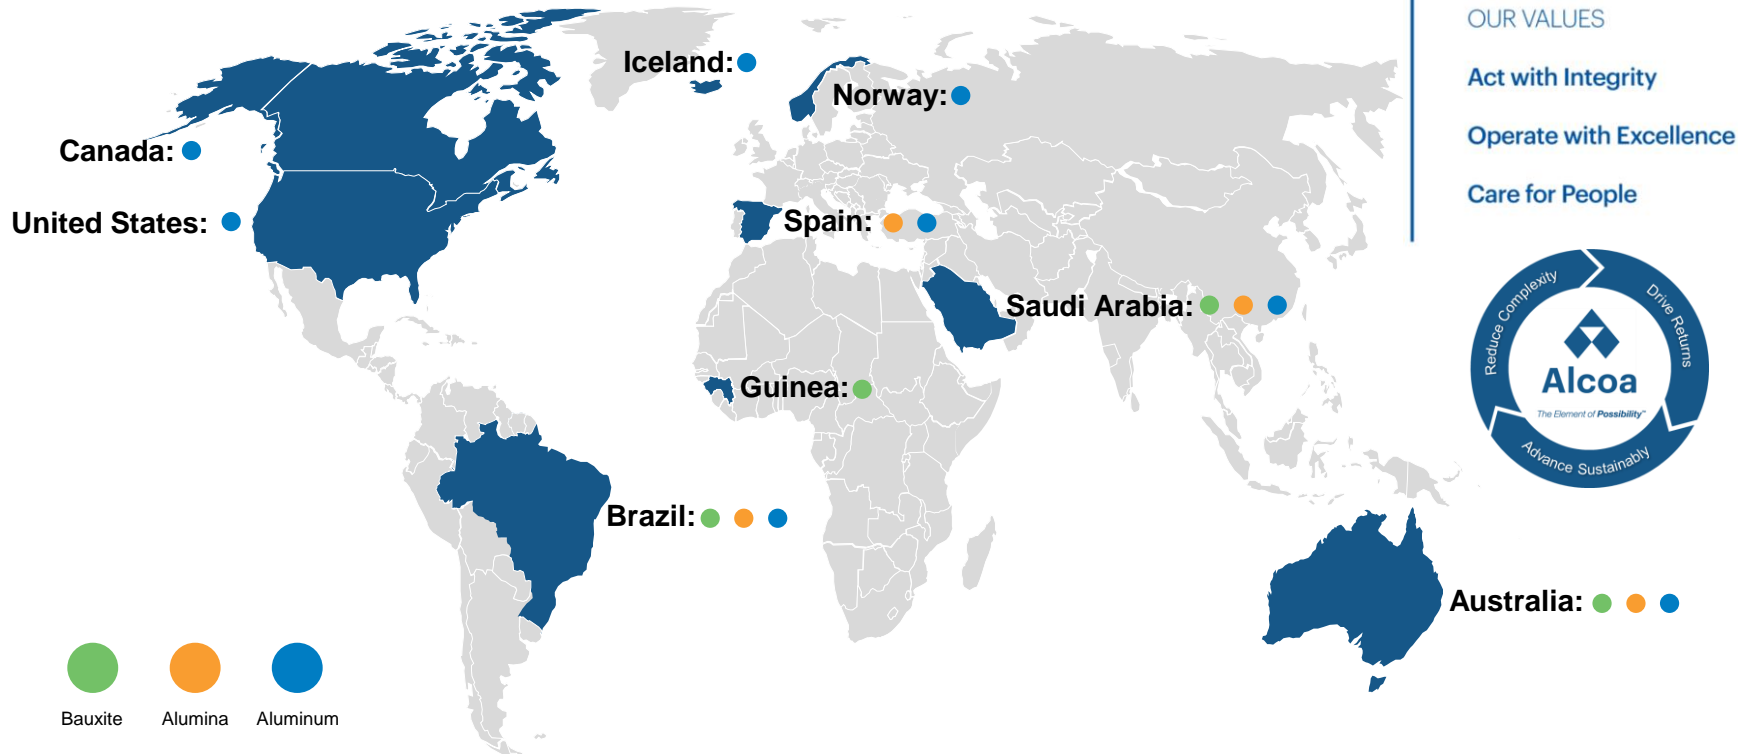 OUR VALUES
Act with Integrity
Operate with Excellence
Care for People
Iceland:
Norway:
Canada:
United States:
Spain:
Saudi Arabia:
Guinea:
Brazil:
Australia:
Reduce Complexity
Drive Returns
Advance Sustainably
Alcoa
The Element of Possibility™
Bauxite
Alumina
Aluminum